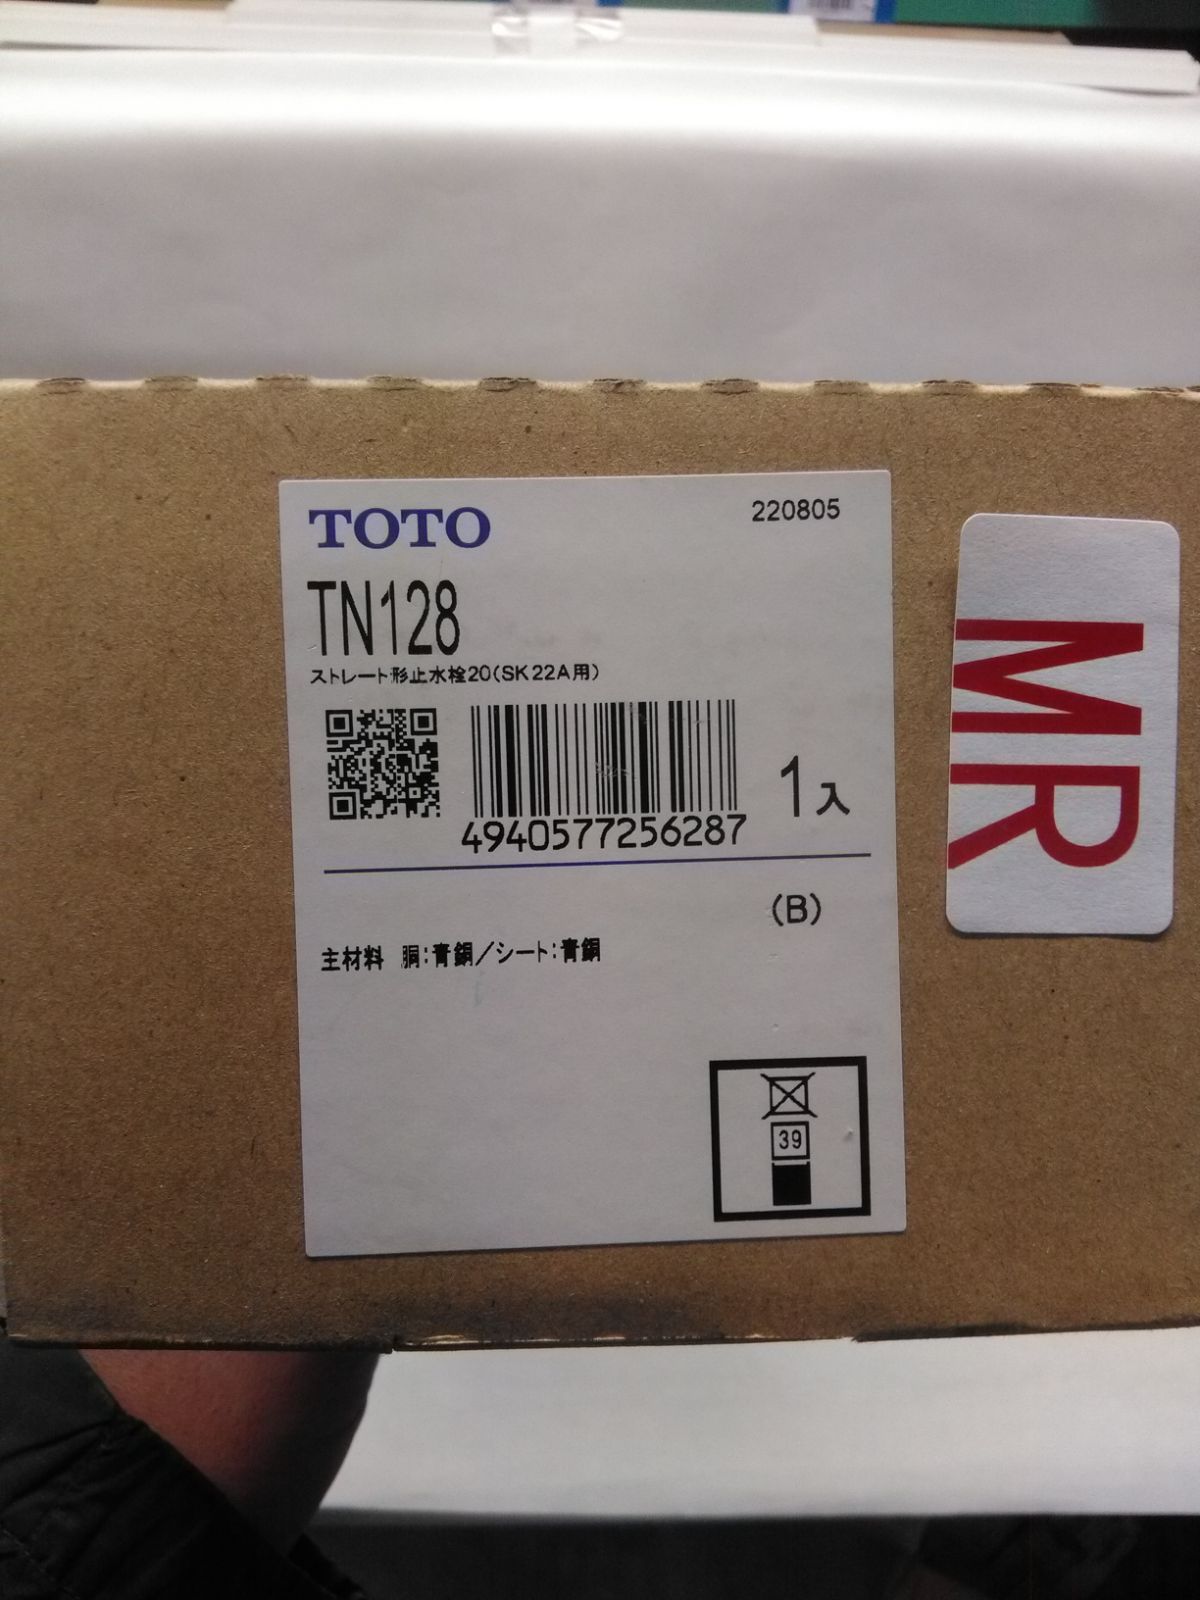 TOTO
220805
TN128
ストレート形止水栓20(SK22A用)
4940577256287
1入
(B)
主材料 胴:青銅/シート:青銅
39
MR